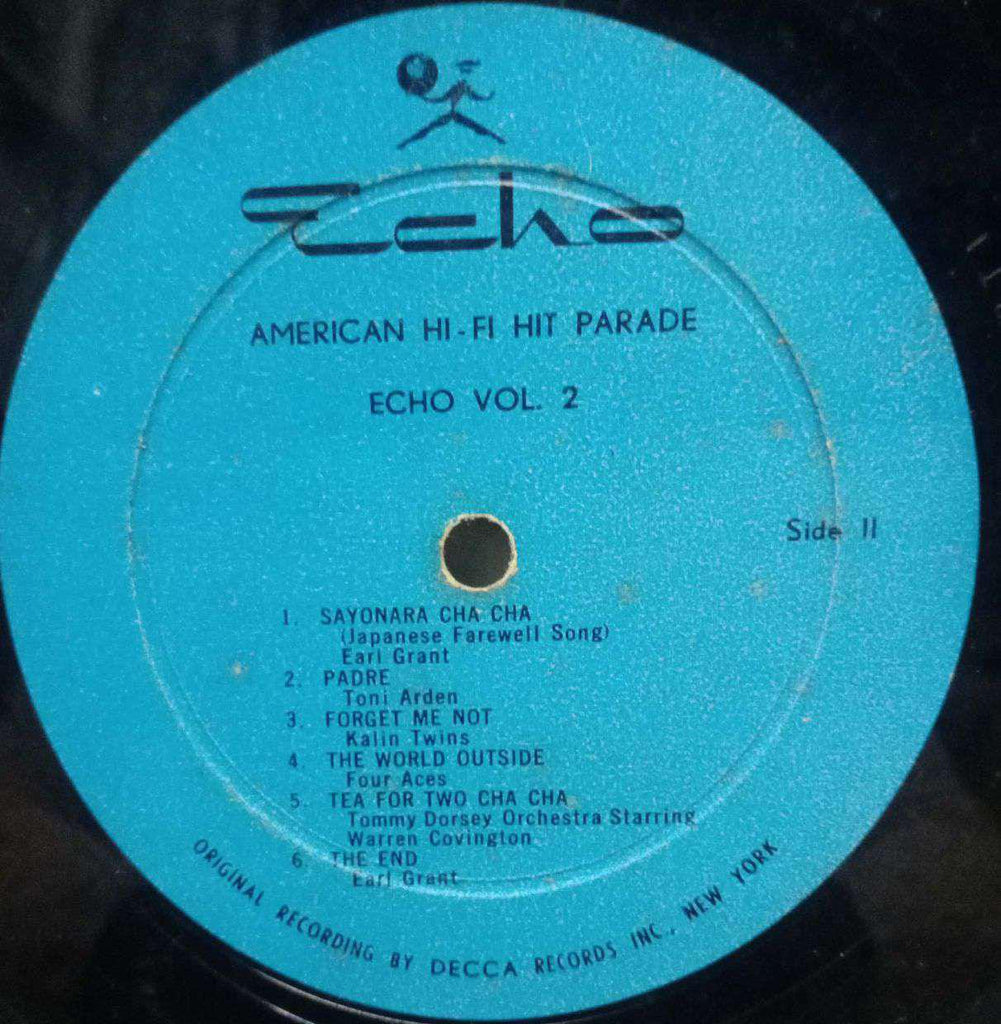 Echo
AMERICAN HI-FI HIT PARADE
ECHO VOL. 2
Side II
1. SAYONARA CHA CHA
(Japanese Farewell Song)
Earl Grant
2. PADRE
Toni Arden
3. FORGET ME NOT
Kalin Twins
4. THE WORLD OUTSIDE
Four Aces
5. TEA FOR TWO CHA CHA
Tommy Dorsey Orchestra Starring
Warren Covington
6. THE END
Earl Grant
ORIGINAL RECORDING BY DECCA RECORDS INC., NEW YORK